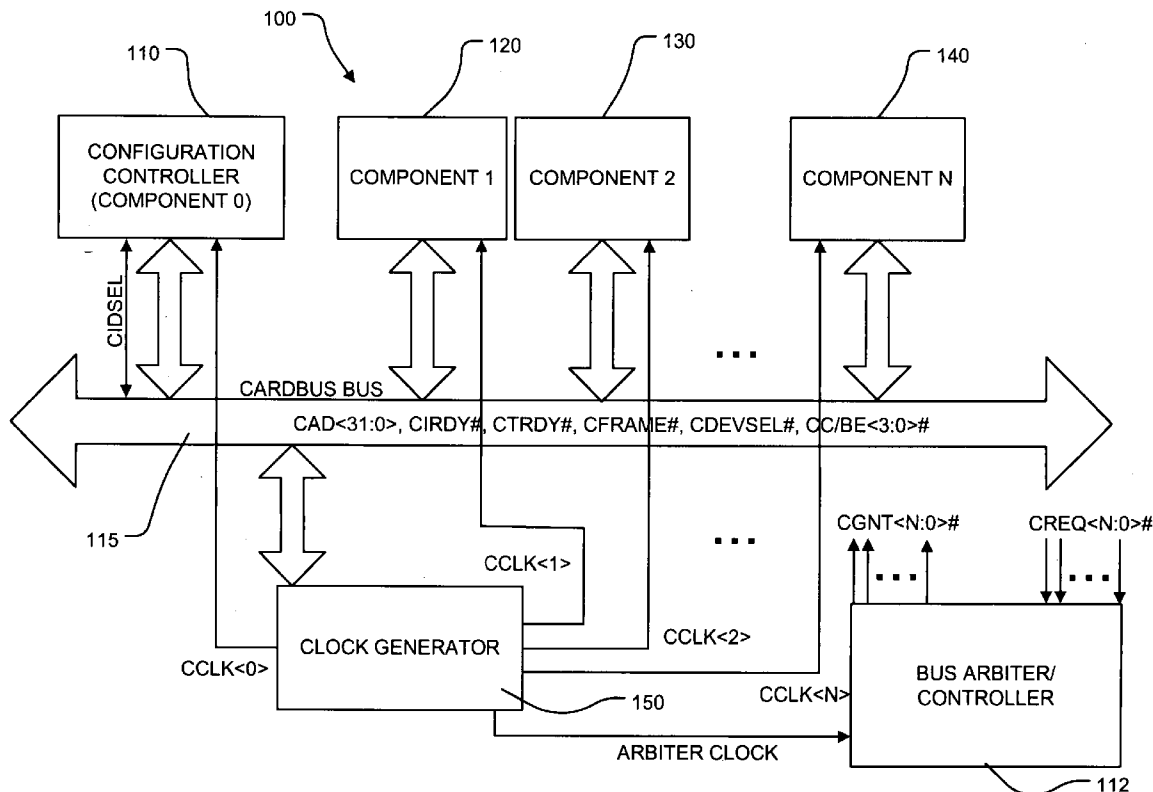 100
110
120
130
140
CONFIGURATION
CONTROLLER
(COMPONENT 0)
COMPONENT 1
COMPONENT 2
COMPONENT N
CIDSEL
CARDBUS BUS
CAD<31:0>, CIRDY#, CTRDY#, CFRAME#, CDEVSEL#, CC/BE<3:0>#
115
CGNT<N:0>#
CREQ<N:0>#
CCLK<1>
CLOCK GENERATOR
CCLK<0>
CCLK<2>
150
CCLK<N>
BUS ARBITER/
CONTROLLER
ARBITER CLOCK
112